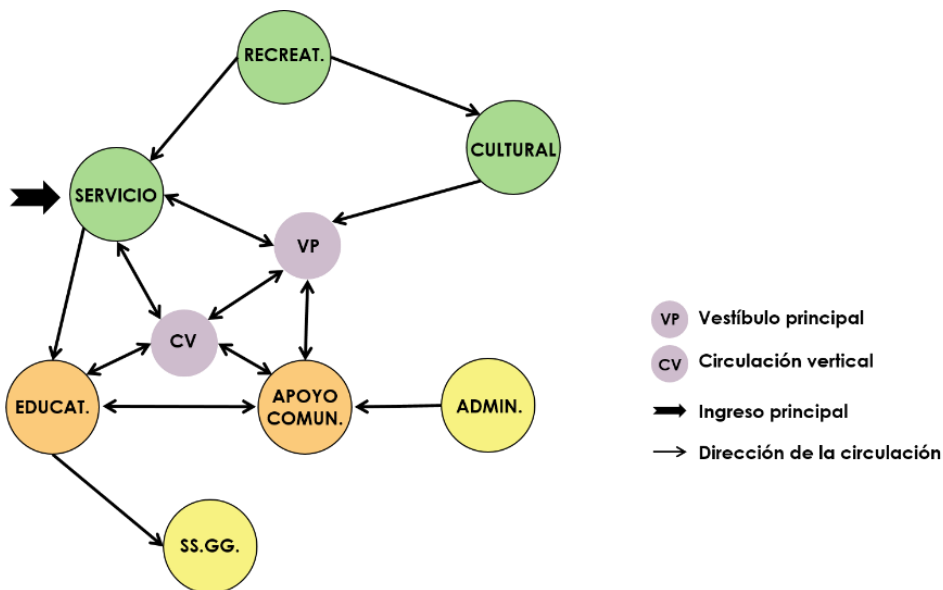 RECREAT.
CULTURAL
SERVICIO
VP
CV
EDUCAT.
APOYO
COMUN.
ADMIN.
SS.GG.
VP Vestíbulo principal
CV Circulación vertical
Ingreso principal
Dirección de la circulación